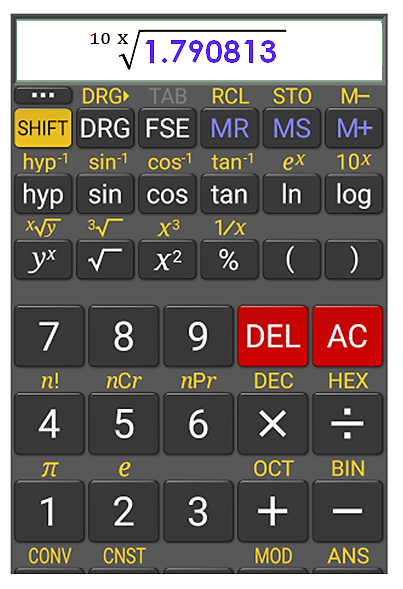 10 x√1.790813
... DRG▸ TAB RCL STO M–
SHIFT DRG FSE MR MS M+
hyp⁻¹ sin⁻¹ cos⁻¹ tan⁻¹ eˣ 10ˣ
hyp sin cos tan ln log
ˣ√y ³√ x³ 1/x
yˣ √ x² % ( )
7 8 9 DEL AC
n! nCr nPr DEC HEX
4 5 6 × ÷
π e OCT BIN
1 2 3 + −
CONV CNST MOD ANS